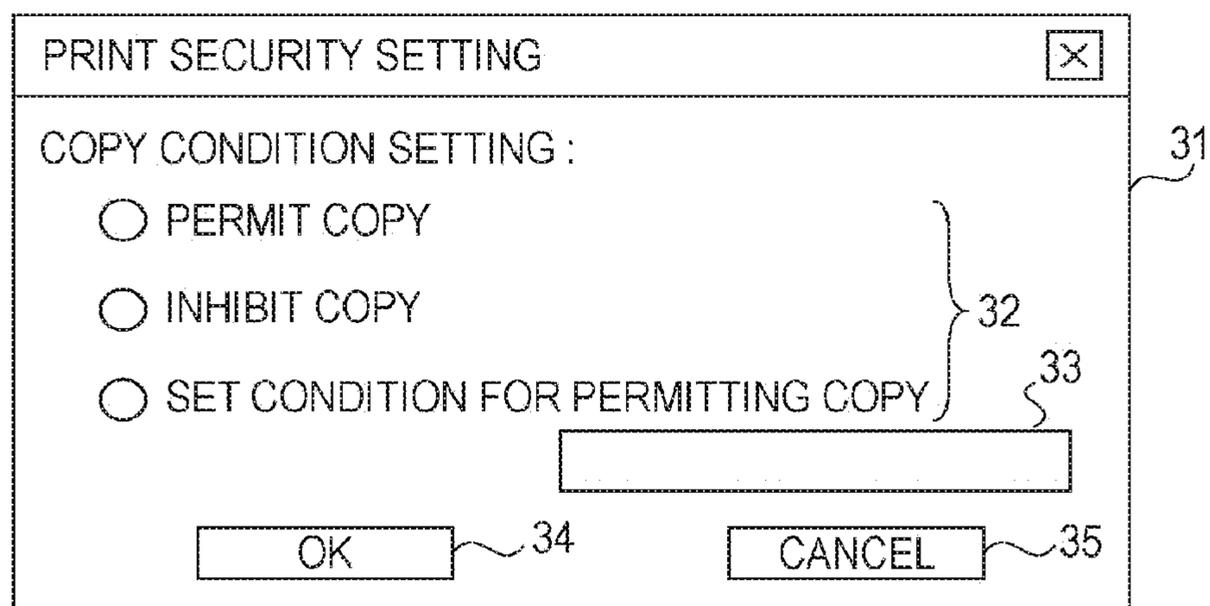 PRINT SECURITY SETTING X
COPY CONDITION SETTING :
31
PERMIT COPY
INHIBIT COPY
32
33
SET CONDITION FOR PERMITTING COPY
OK 34 CANCEL 35